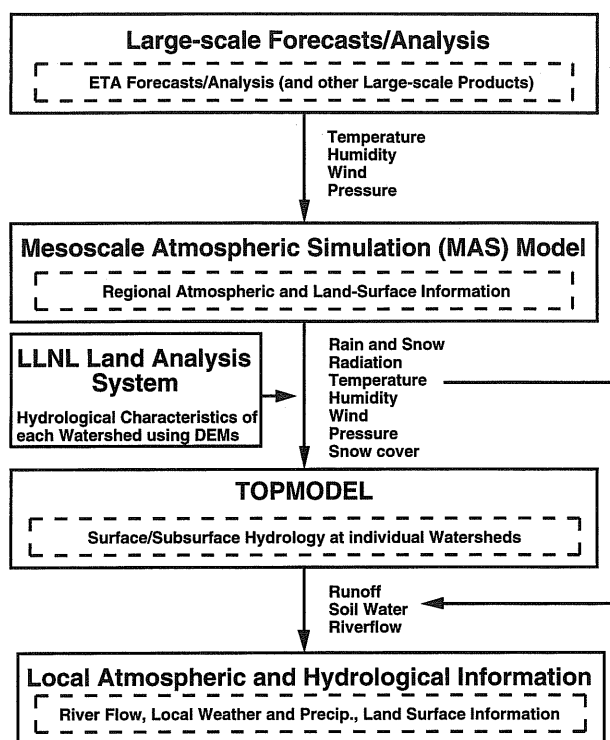 Large-scale Forecasts/Analysis
ETA Forecasts/Analysis (and other Large-scale Products)
Temperature
Humidity
Wind
Pressure
Mesoscale Atmospheric Simulation (MAS) Model
Regional Atmospheric and Land-Surface Information
LLNL Land Analysis
System
Hydrological Characteristics of
each Watershed using DEMs
Rain and Snow
Radiation
Temperature
Humidity
Wind
Pressure
Snow cover
TOPMODEL
Surface/Subsurface Hydrology at individual Watersheds
Runoff
Soil Water
Riverflow
Local Atmospheric and Hydrological Information
River Flow, Local Weather and Precip., Land Surface Information